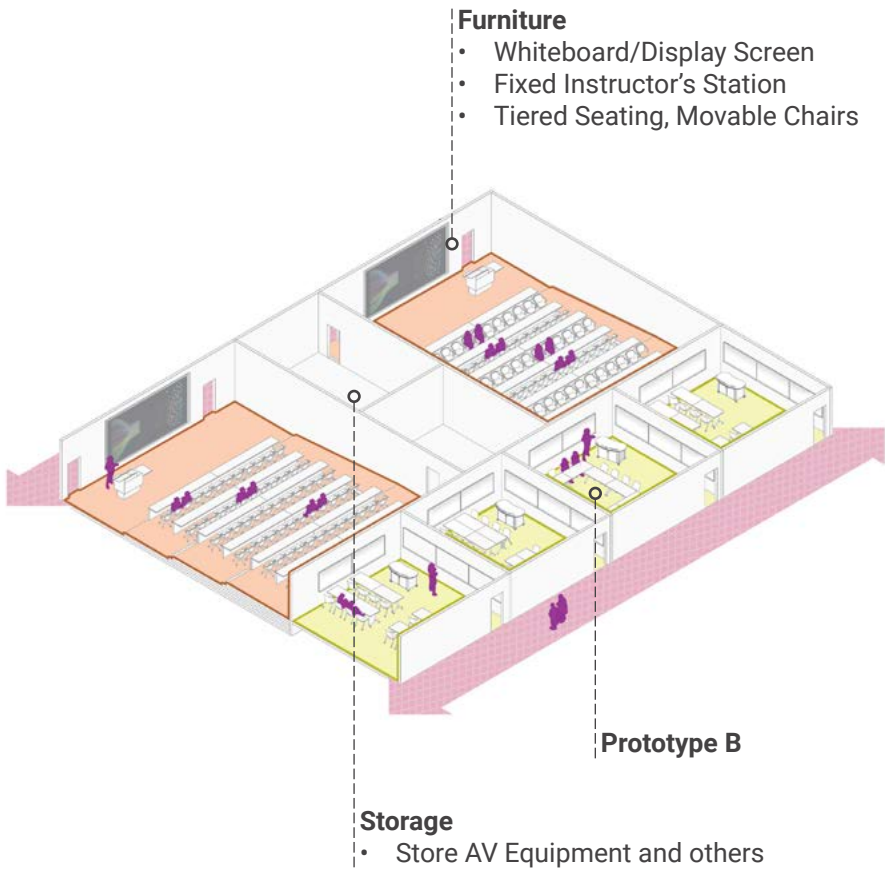 Furniture
• Whiteboard/Display Screen
• Fixed Instructor's Station
• Tiered Seating, Movable Chairs
Prototype B
Storage
• Store AV Equipment and others